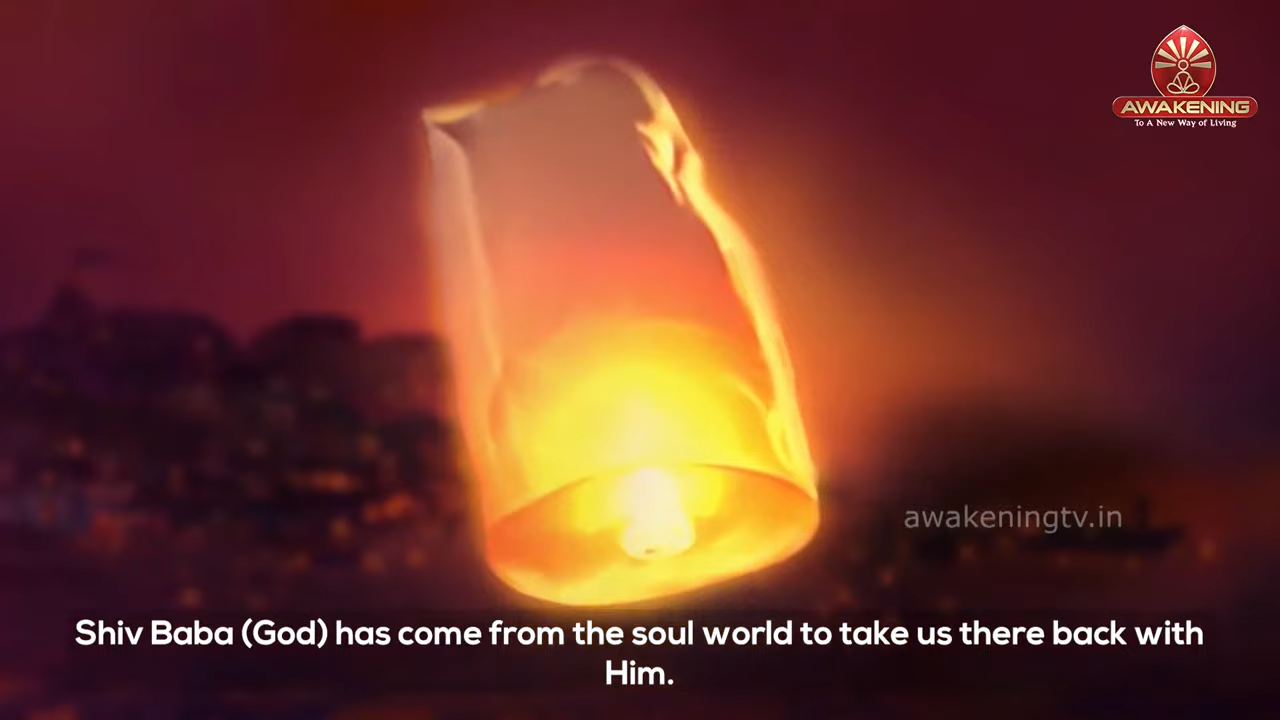 AWAKENING
To A New Way of Living
awakeningtv.in
Shiv Baba (God) has come from the soul world to take us there back with
Him.